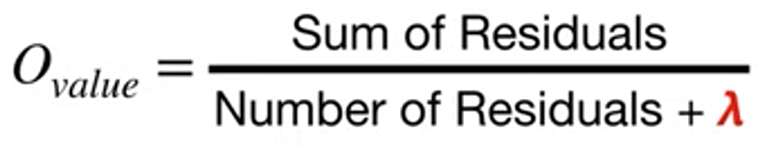 O_value = Sum of Residuals
Number of Residuals + λ